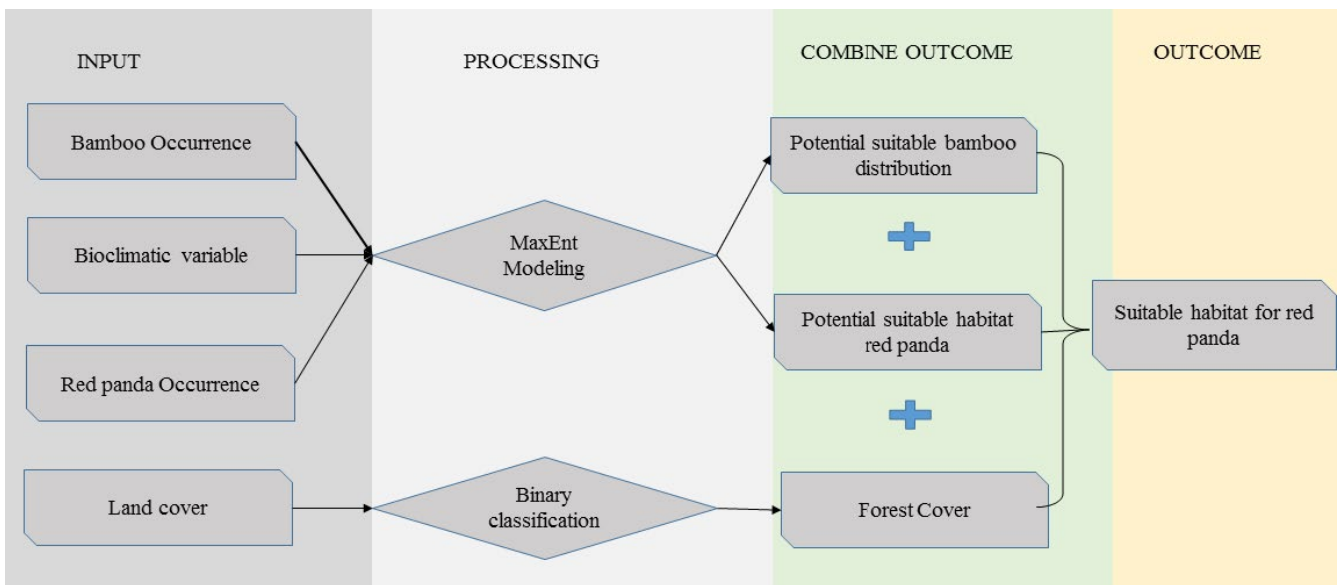 INPUT
PROCESSING
COMBINE OUTCOME
OUTCOME
Bamboo Occurrence
Bioclimatic variable
Red panda Occurrence
Land cover
MaxEnt
Modeling
Binary
classification
Potential suitable bamboo
distribution
Potential suitable habitat
red panda
Forest Cover
Suitable habitat for red
panda